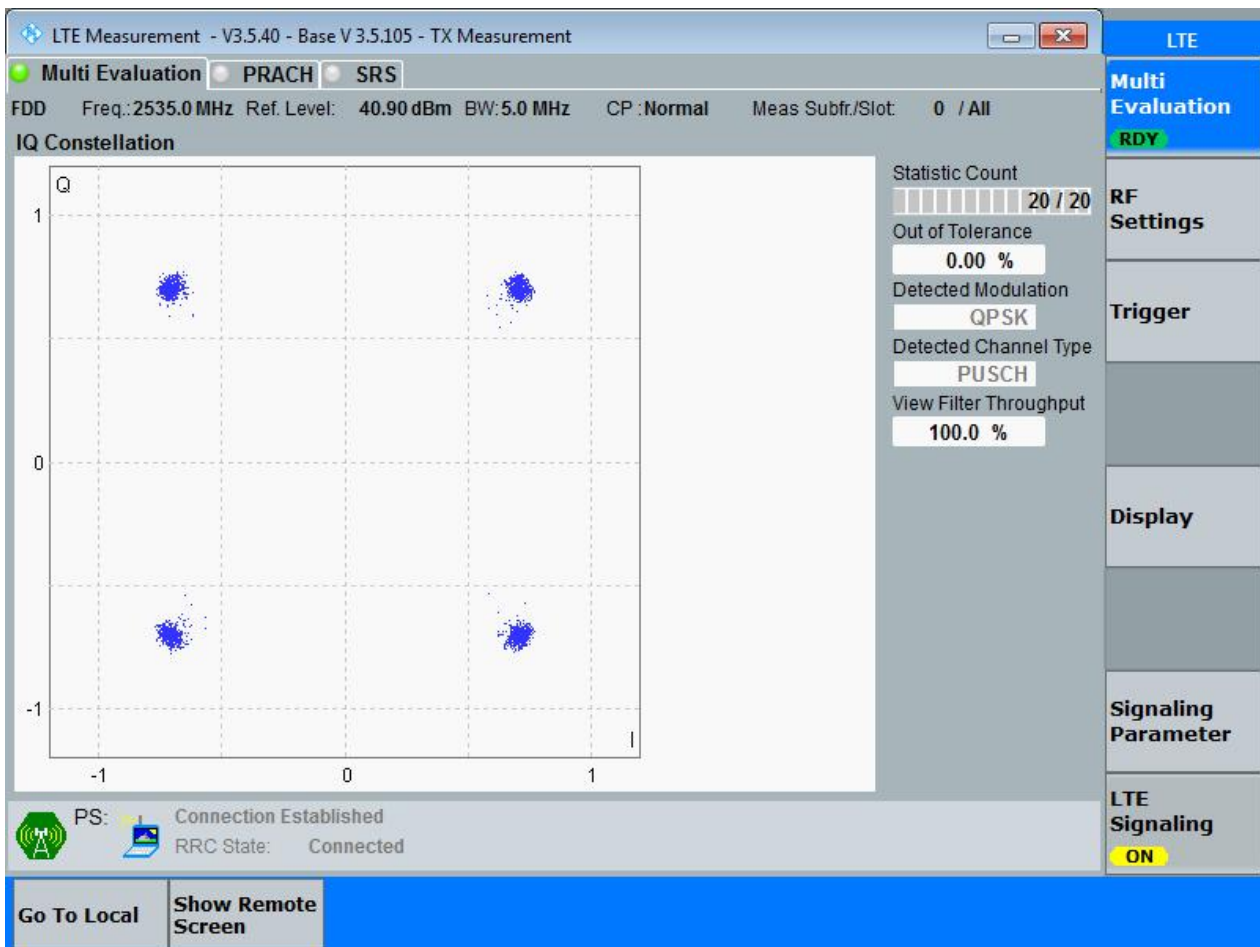 LTE Measurement - V3.5.40 - Base V 3.5.105 - TX Measurement
LTE
Multi Evaluation PRACH SRS
Multi
Evaluation
RDY
FDD Freq.: 2535.0 MHz Ref. Level: 40.90 dBm BW: 5.0 MHz CP : Normal Meas Subfr./Slot: 0 / All
IQ Constellation
Q
1
0
-1
-1 0 1
I
Statistic Count
20 / 20
Out of Tolerance
0.00 %
Detected Modulation
QPSK
Detected Channel Type
PUSCH
View Filter Throughput
100.0 %
RF
Settings
Trigger
Display
Signaling
Parameter
LTE
Signaling
ON
PS: Connection Established
RRC State: Connected
Go To Local
Show Remote
Screen